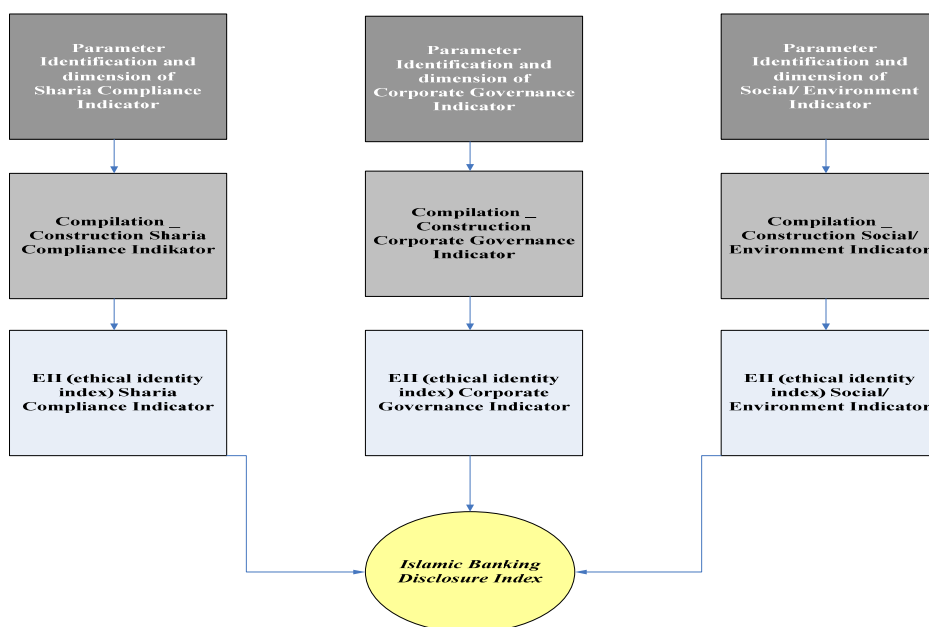 Parameter
Identification and
dimension of
Sharia Compliance
Indicator
Parameter
Identification and
dimension of
Corporate Governance
Indicator
Parameter
Identification and
dimension of
Social/ Environment
Indicator
Compilation _
Construction Sharia
Compliance Indikator
Compilation _
Construction
Corporate Governance
Indicator
Compilation _
Construction Social/
Environment Indicator
EII (ethical identity
index) Sharia
Compliance Indicator
EII (ethical identity
index) Corporate
Governance Indicator
EII (ethical identity
index) Social/
Environment Indicator
Islamic Banking
Disclosure Index